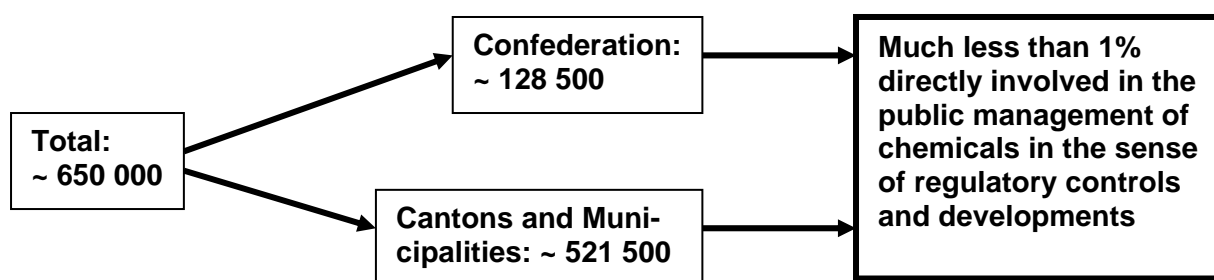 Total:
~ 650 000
Confederation:
~ 128 500
Cantons and Muni-
cipalities: ~ 521 500
Much less than 1%
directly involved in the
public management of
chemicals in the sense
of regulatory controls
and developments